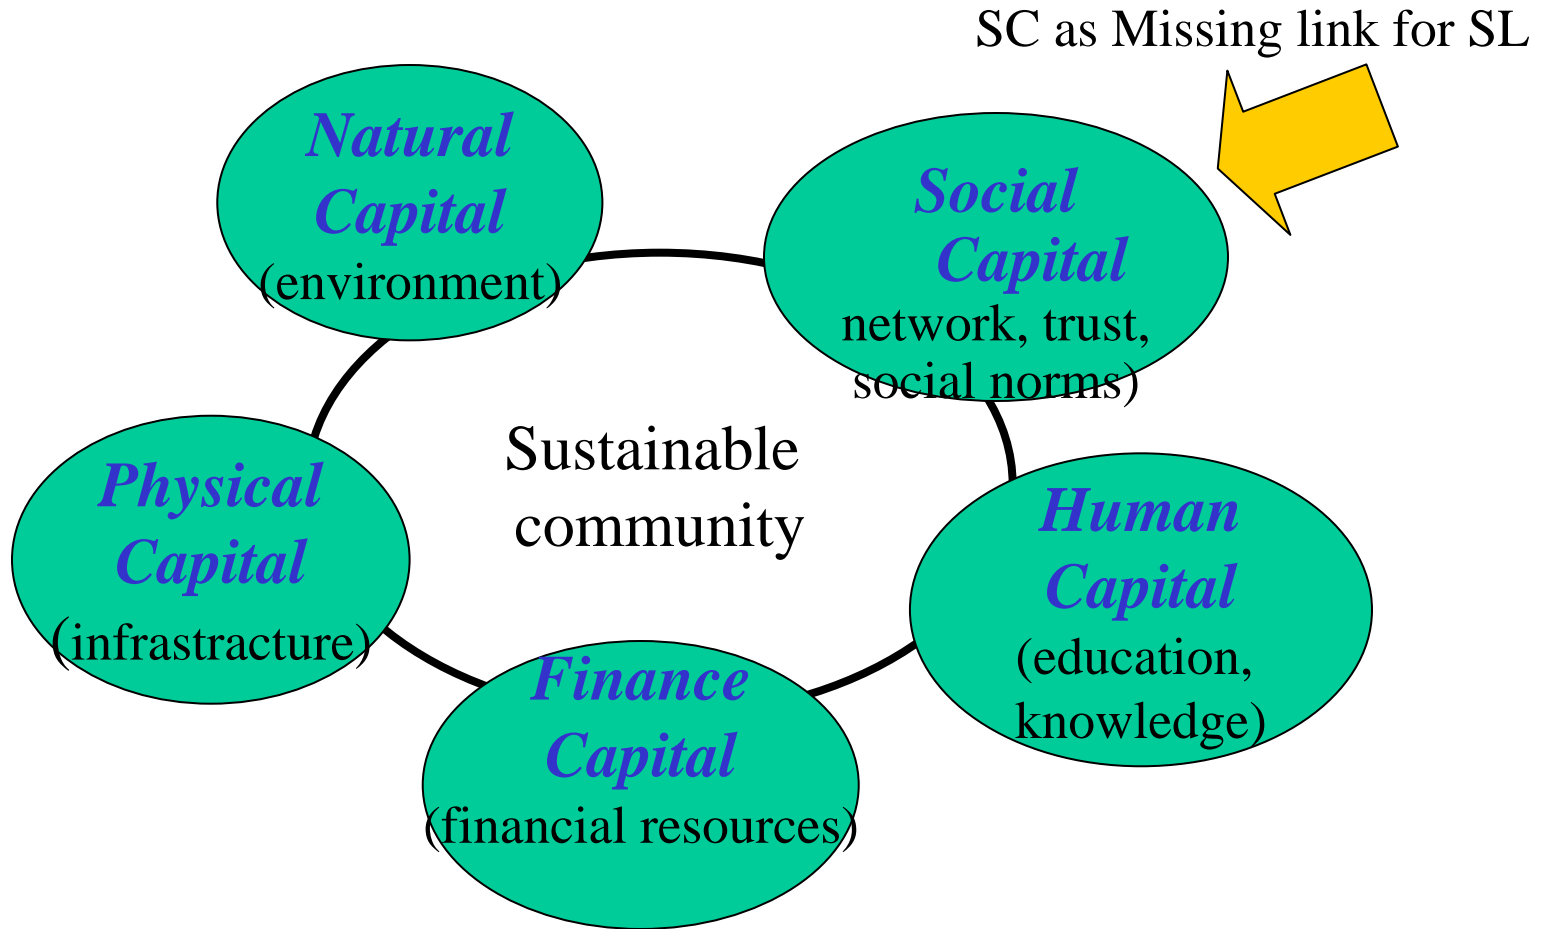 SC as Missing link for SL
Natural
Capital
(environment)
Social
Capital
network, trust,
social norms)
Sustainable
community
Physical
Capital
(infrastracture)
Human
Capital
(education,
knowledge)
Finance
Capital
(financial resources)